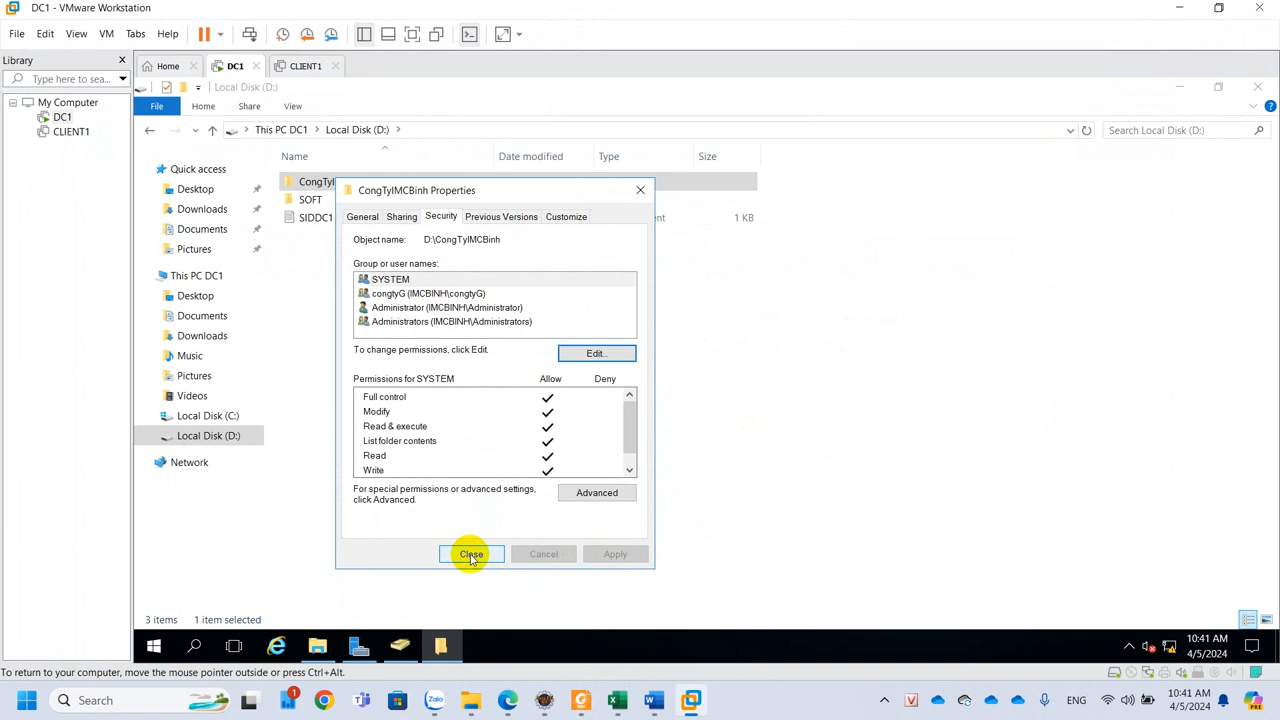 DC1 - VMware Workstation
File Edit View VM Tabs Help
Library
Home DC1 CLIENT1
Type here to sea...
Local Disk (D:)
My Computer
DC1
CLIENT1
File Home Share View
This PC DC1 Local Disk (D:)
Search Local Disk (D:)
Name Date modified Type Size
Quick access
Desktop
Downloads
Documents
Pictures
This PC DC1
Desktop
Documents
Downloads
Music
Pictures
Videos
Local Disk (C:)
Local Disk (D:)
Network
CongTyI
SOFT
SIDDC1
ent 1 KB
CongTyIMCBinh Properties
General Sharing Security Previous Versions Customize
Object name: D:\CongTyIMCBinh
Group or user names:
SYSTEM
congtyG (IMCBINH\congtyG)
Administrator (IMCBINH\Administrator)
Administrators (IMCBINH\Administrators)
To change permissions, click Edit. Edit...
Permissions for SYSTEM Allow Deny
Full control
Modify
Read & execute
List folder contents
Read
Write
For special permissions or advanced settings,
click Advanced.
Advanced
Close Cancel Apply
3 items 1 item selected
10:41 AM
4/5/2024
To return to your computer, move the mouse pointer outside or press Ctrl+Alt.
Search
1
Zalo
ENG
10:41 AM
4/5/2024
PRE